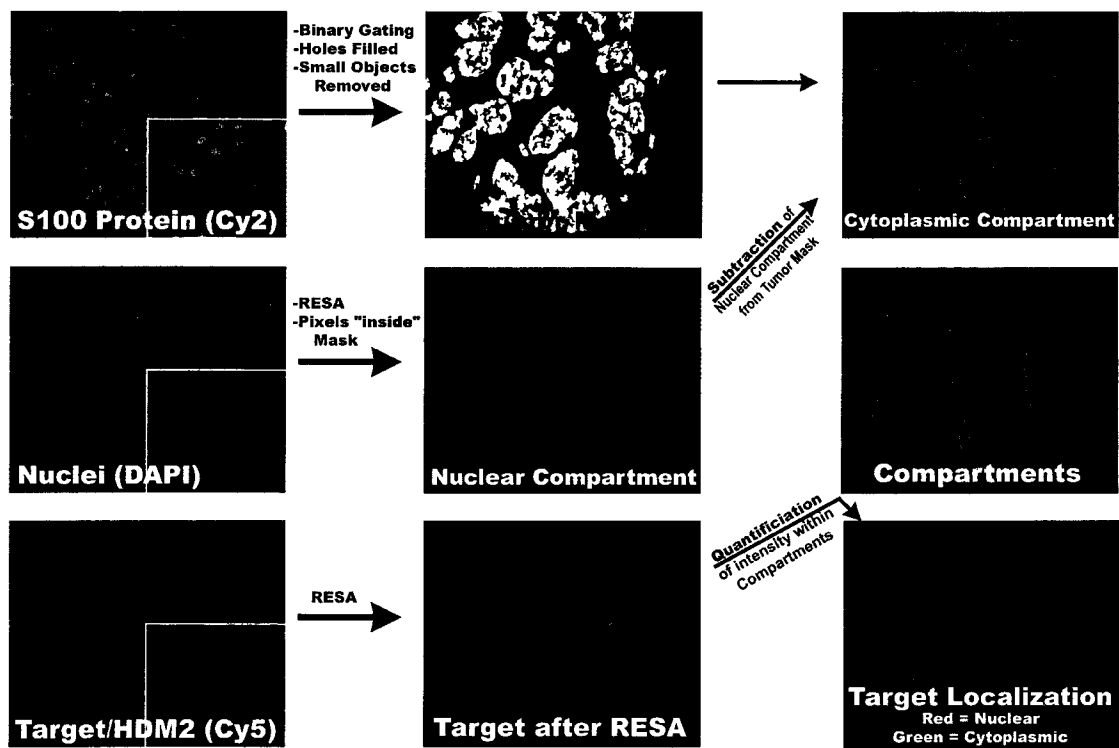 -Binary Gating
-Holes Filled
-Small Objects
Removed
S100 Protein (Cy2)
Cytoplasmic Compartment
Subtraction of
Nuclear Compartment
from Tumor Mask
-RESA
-Pixels "inside"
Mask
Nuclei (DAPI)
Nuclear Compartment
Compartments
Quantificiation
of intensity within
Compartments
RESA
Target/HDM2 (Cy5)
Target after RESA
Target Localization
Red = Nuclear
Green = Cytoplasmic